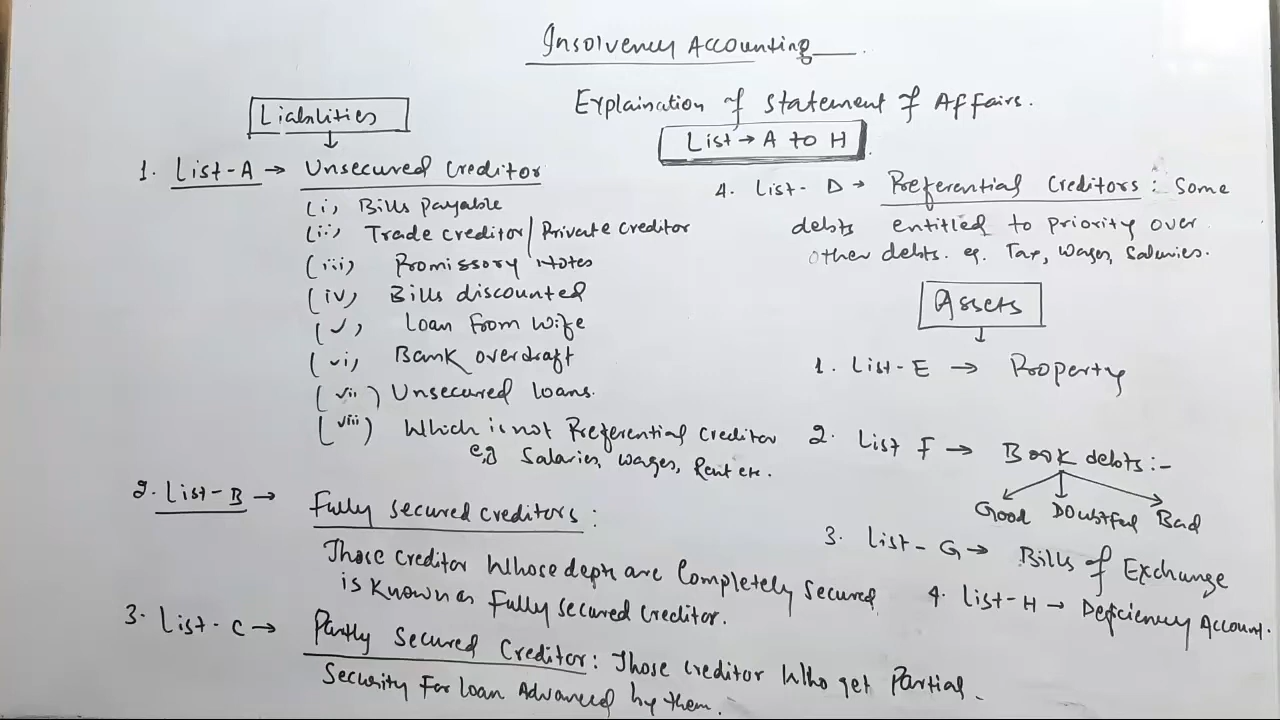 Insolvency Accounting
Explaination of Statement of Affairs.
List → A to H
Liabilities
1. List-A → Unsecured Creditor
(i) Bills payable
(ii) Trade creditor/Private creditor
(iii) Promissory Notes
(iv) Bills discounted
(v) Loan From Wife
(vi) Bank overdraft
(vii) Unsecured loans.
(viii) Which is not Preferential Creditor
e.g Salaries, wages, Rent etc.
2. List-B →
Fully secured creditors :
Those creditor Whose dept are Completely secured
is Known as Fully secured Creditor.
3. List-C → Partly Secured Creditor: Those creditor Who get Partial
Security For loan Advanced by them.
4. List-D → Preferential Creditors: Some
debts entitled to priority over
other debts. eg. Tax, Wages, Salaries.
Assets
1. List-E → Property
2. List F → Book debts:-
Good Doubtful Bad
3. List-G → Bills of Exchange
4. List-H → Deficiency Account.